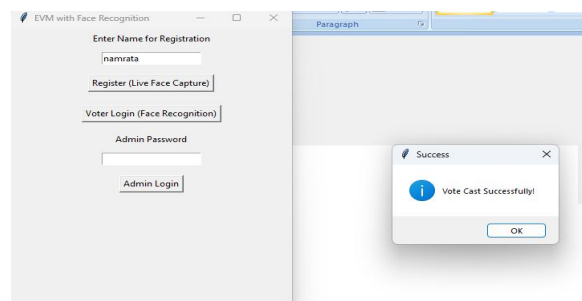 EVM with Face Recognition
Paragraph
Enter Name for Registration
namrata
Register (Live Face Capture)
Voter Login (Face Recognition)
Admin Password
Admin Login
Success
Vote Cast Successfully!
OK